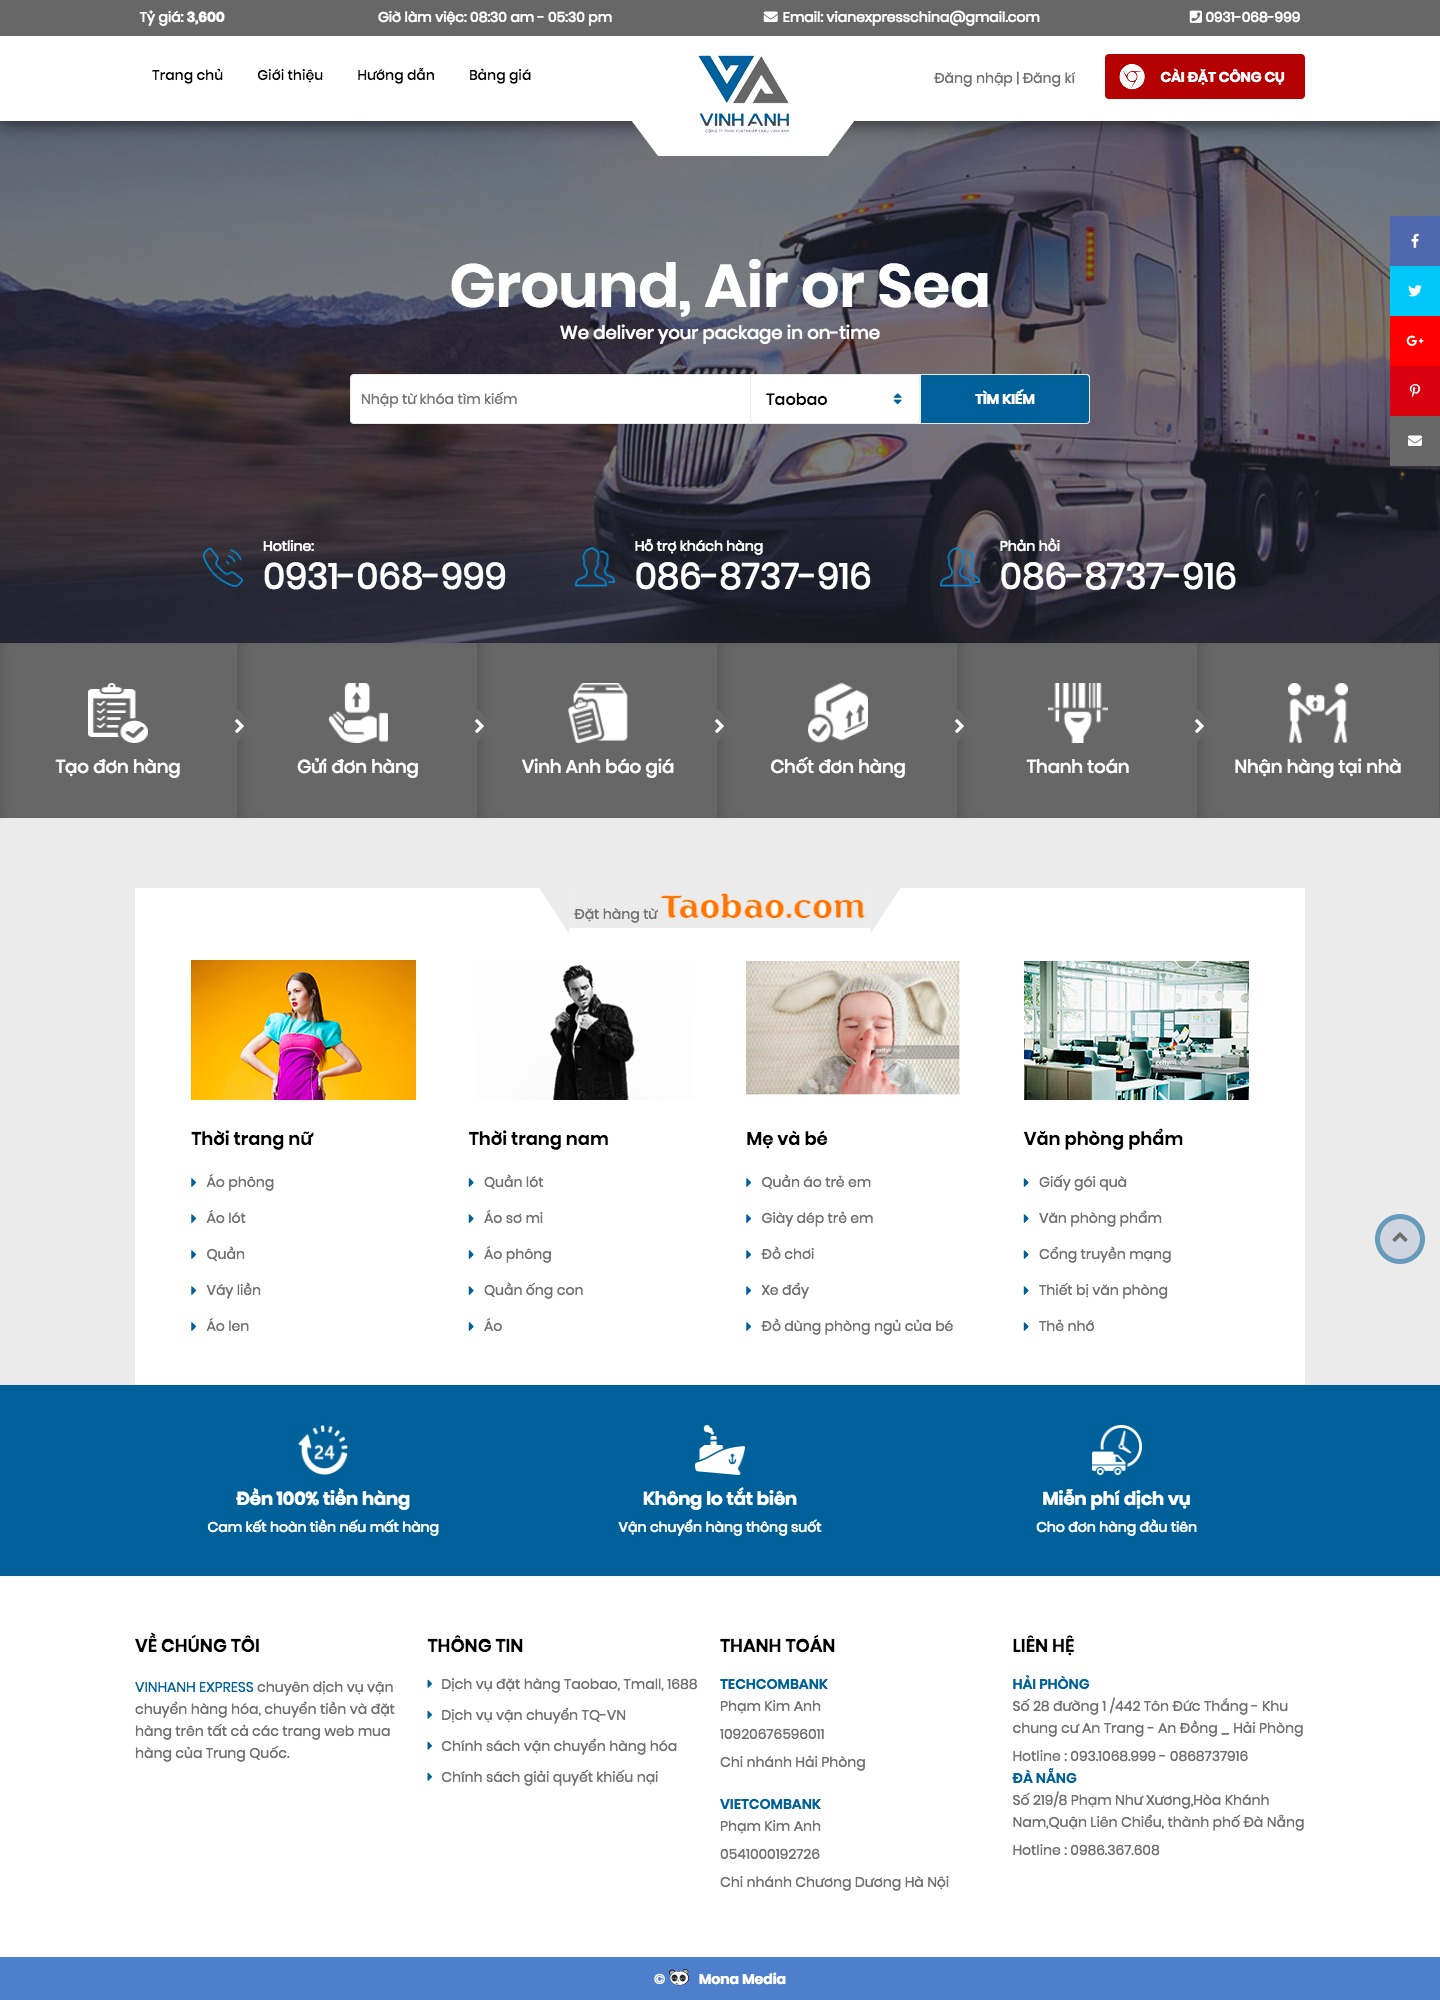 Tỷ giá: 3,600
Giờ làm việc: 08:30 am - 05:30 pm
Email: vianexpresschina@gmail.com
0931-068-999
Trang chủ
Giới thiệu
Hướng dẫn
Bảng giá
VINH ANH
CÔNG TY TNHH XUẤT NHẬP KHẨU VINH ANH
Đăng nhập | Đăng kí
CÀI ĐẶT CÔNG CỤ
Ground, Air or Sea
We deliver your package in on-time
Nhập từ khóa tìm kiếm
Taobao
TÌM KIẾM
Hotline:
0931-068-999
Hỗ trợ khách hàng
086-8737-916
Phản hồi
086-8737-916
Tạo đơn hàng
Gửi đơn hàng
Vinh Anh báo giá
Chốt đơn hàng
Thanh toán
Nhận hàng tại nhà
Đặt hàng từ Taobao.com
Thời trang nữ
Áo phông
Áo lót
Quần
Váy liền
Áo len
Thời trang nam
Quần lót
Áo sơ mi
Áo phông
Quần ống con
Áo
Mẹ và bé
Quần áo trẻ em
Giày dép trẻ em
Đồ chơi
Xe đẩy
Đồ dùng phòng ngủ của bé
Văn phòng phẩm
Giấy gói quà
Văn phòng phẩm
Cổng truyền mạng
Thiết bị văn phòng
Thẻ nhớ
24
Đền 100% tiền hàng
Cam kết hoàn tiền nếu mất hàng
Không lo tắt biên
Vận chuyển hàng thông suốt
Miễn phí dịch vụ
Cho đơn hàng đầu tiên
VỀ CHÚNG TÔI
VINHANH EXPRESS chuyên dịch vụ vận
chuyển hàng hóa, chuyển tiền và đặt
hàng trên tất cả các trang web mua
hàng của Trung Quốc.
THÔNG TIN
Dịch vụ đặt hàng Taobao, Tmall, 1688
Dịch vụ vận chuyển TQ-VN
Chính sách vận chuyển hàng hóa
Chính sách giải quyết khiếu nại
THANH TOÁN
TECHCOMBANK
Phạm Kim Anh
10920676596011
Chi nhánh Hải Phòng
VIETCOMBANK
Phạm Kim Anh
0541000192726
Chi nhánh Chương Dương Hà Nội
LIÊN HỆ
HẢI PHÒNG
Số 28 đường 1 /442 Tôn Đức Thắng - Khu
chung cư An Trang - An Đồng _ Hải Phòng
Hotline : 093.1068.999 - 0868737916
ĐÀ NẴNG
Số 219/8 Phạm Như Xương,Hòa Khánh
Nam,Quận Liên Chiểu, thành phố Đà Nẵng
Hotline : 0986.367.608
© Mona Media